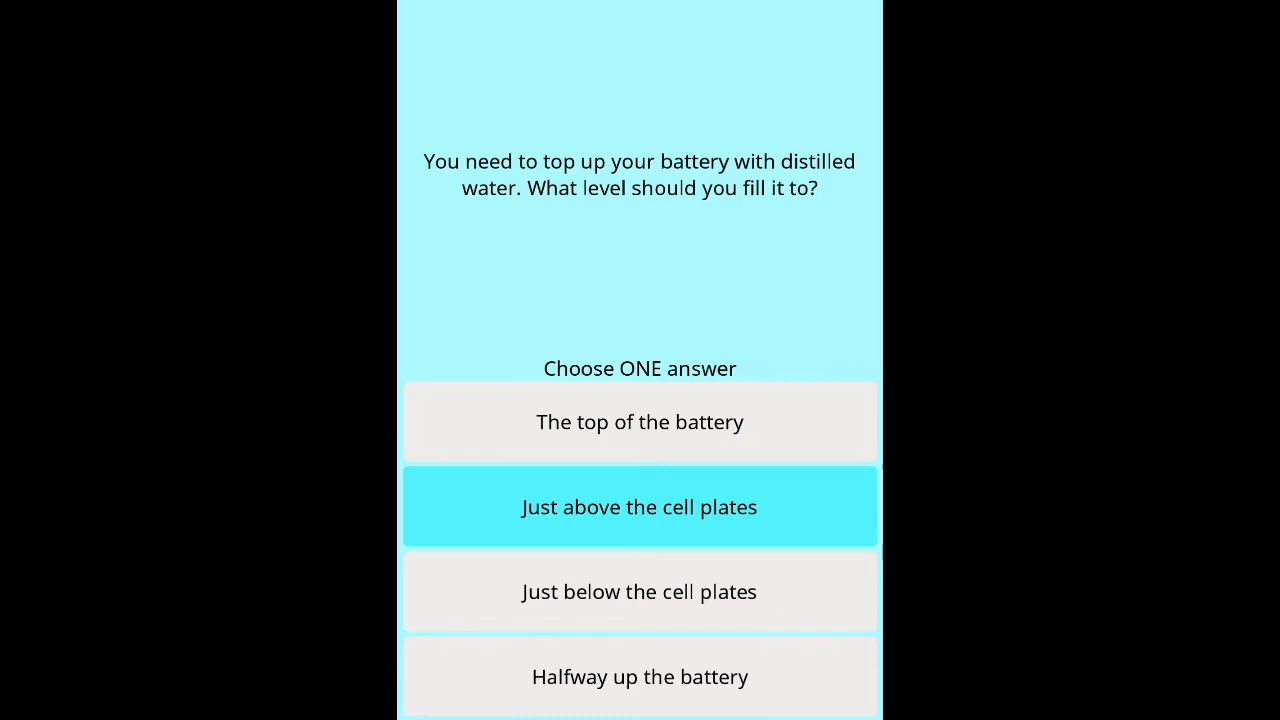 You need to top up your battery with distilled
water. What level should you fill it to?
Choose ONE answer
The top of the battery
Just above the cell plates
Just below the cell plates
Halfway up the battery